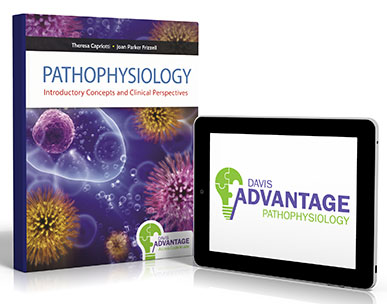 Theresa Capriotti • Joan Parker Frizzell
PATHOPHYSIOLOGY
Introductory Concepts and Clinical Perspectives
DAVIS
ADVANTAGE
DAVIS
ADVANTAGE
PATHOPHYSIOLOGY